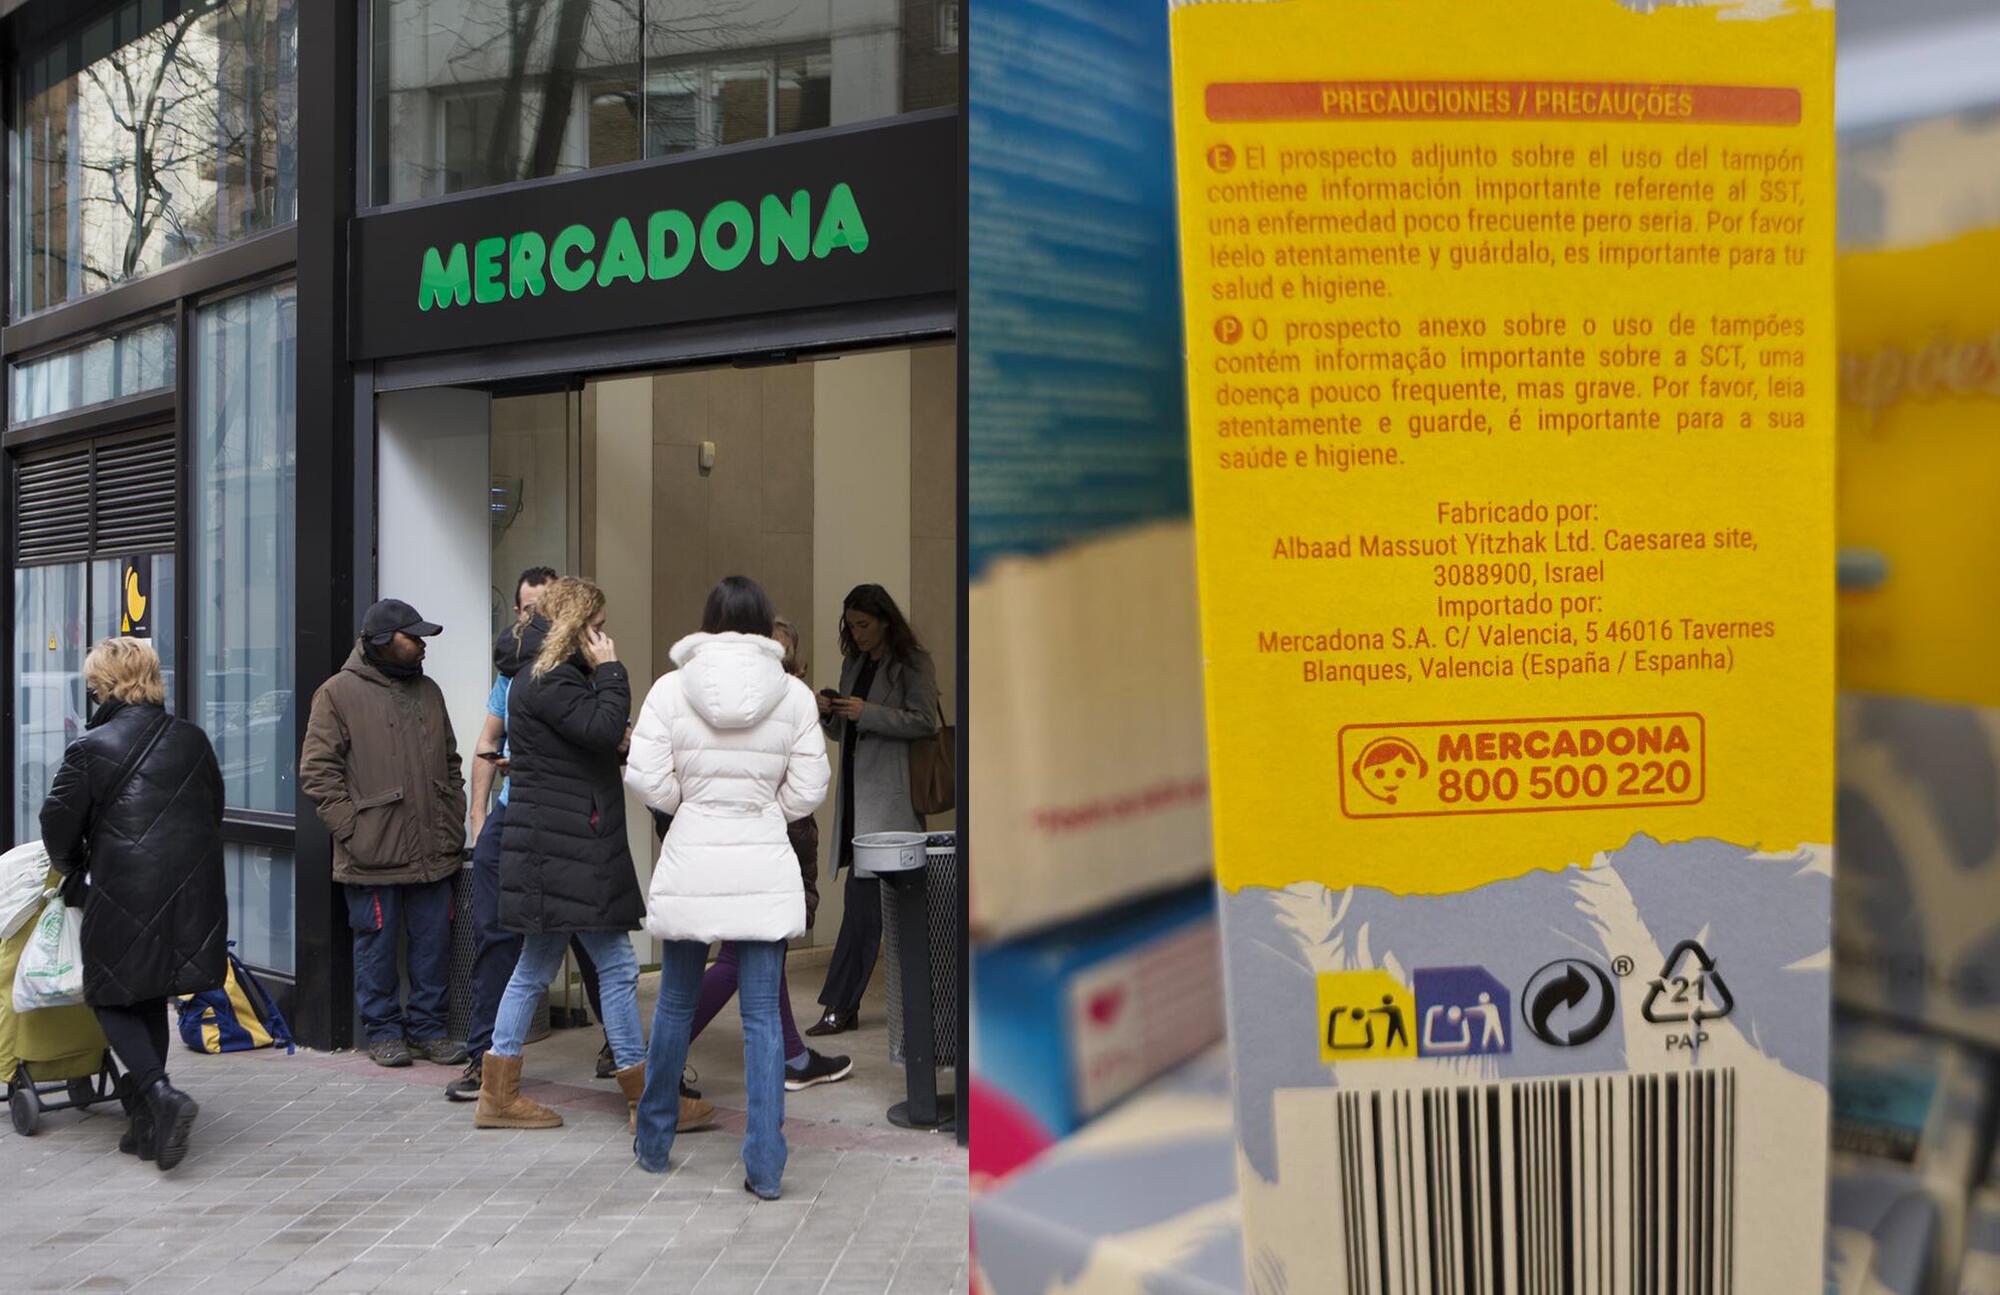 MERCADONA
PRECAUCIONES / PRECAUÇÕES
E El prospecto adjunto sobre el uso del tampón
contiene información importante referente al SST,
una enfermedad poco frecuente pero seria. Por favor
léelo atentamente y guárdalo, es importante para tu
salud e higiene.
P O prospecto anexo sobre o uso de tampões
contém informação importante sobre a SCT, uma
doença pouco frequente, mas grave. Por favor, leia
atentamente e guarde, é importante para a sua
saúde e higiene.
Fabricado por:
Albaad Massuot Yitzhak Ltd. Caesarea site,
3088900, Israel
Importado por:
Mercadona S.A. C/ Valencia, 5 46016 Tavernes
Blanques, Valencia (España / Espanha)
MERCADONA
800 500 220
®
21
PAP